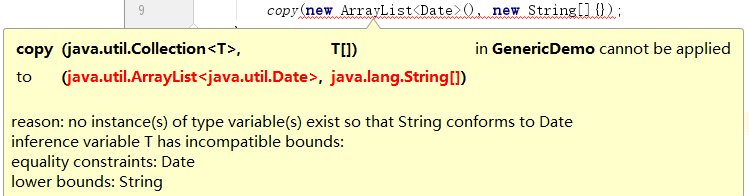 9 copy(new ArrayList<Date>(), new String[]{});
copy (java.util.Collection<T>, T[]) in GenericDemo cannot be applied
to (java.util.ArrayList<java.util.Date>, java.lang.String[])
reason: no instance(s) of type variable(s) exist so that String conforms to Date
inference variable T has incompatible bounds:
equality constraints: Date
lower bounds: String